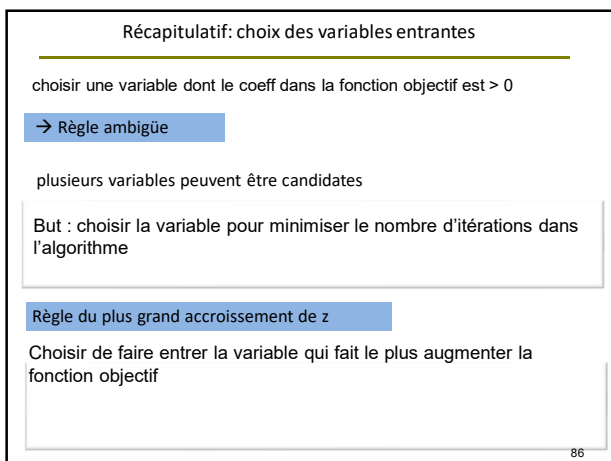 Récapitulatif: choix des variables entrantes
choisir une variable dont le coeff dans la fonction objectif est > 0
→ Règle ambigüe
plusieurs variables peuvent être candidates
But : choisir la variable pour minimiser le nombre d'itérations dans
l'algorithme
Règle du plus grand accroissement de z
Choisir de faire entrer la variable qui fait le plus augmenter la
fonction objectif
86